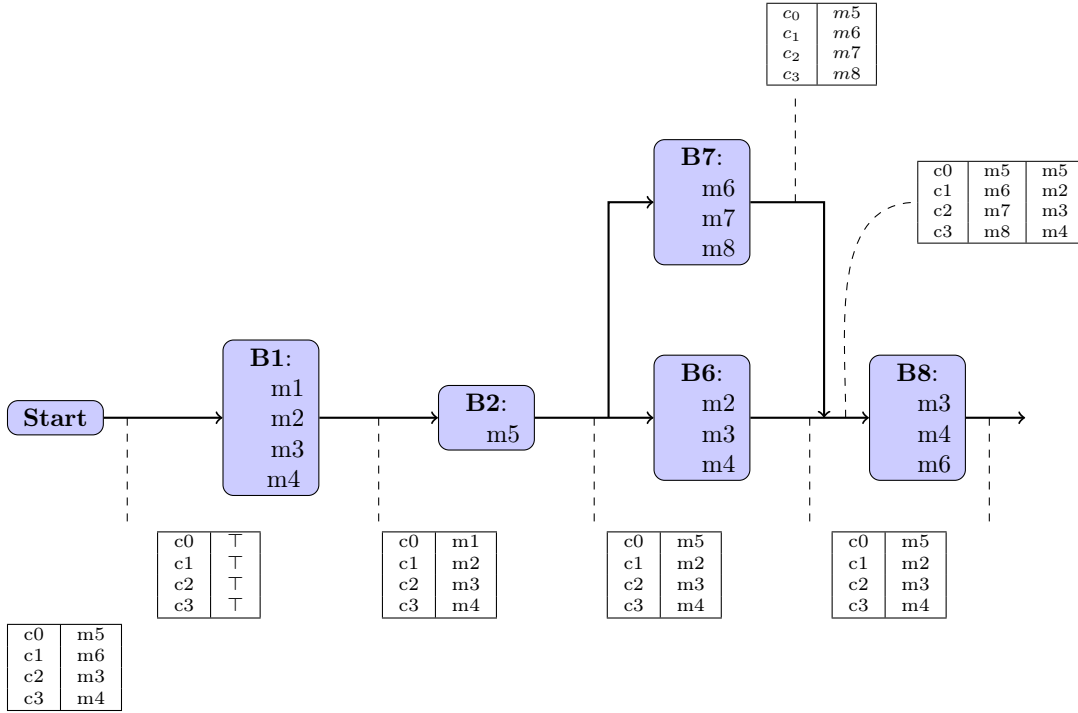 c0 m5
c1 m6
c2 m7
c3 m8
B7:
m6
m7
m8
c0 m5 m5
c1 m6 m2
c2 m7 m3
c3 m8 m4
Start
B1:
m1
m2
m3
m4
B2:
m5
B6:
m2
m3
m4
B8:
m3
m4
m6
c0 ⊤
c1 ⊤
c2 ⊤
c3 ⊤
c0 m1
c1 m2
c2 m3
c3 m4
c0 m5
c1 m2
c2 m3
c3 m4
c0 m5
c1 m2
c2 m3
c3 m4
c0 m5
c1 m6
c2 m3
c3 m4